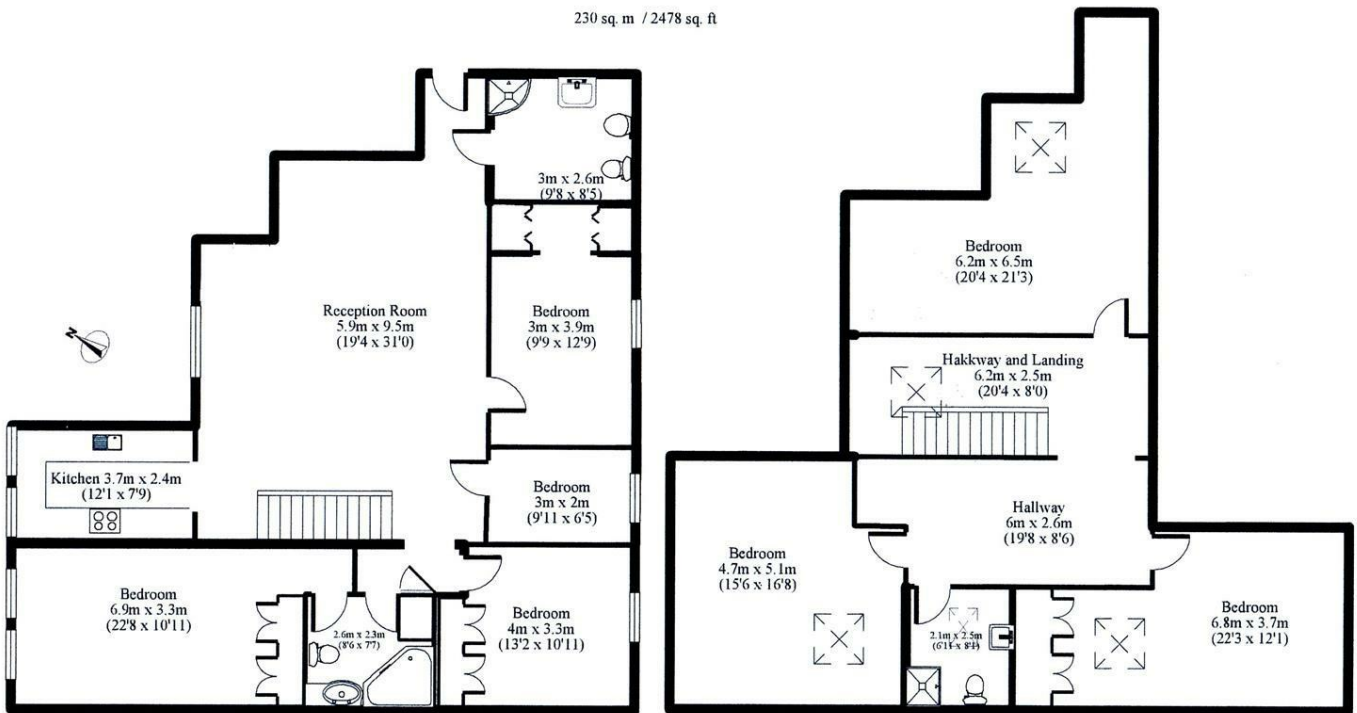 230 sq. m / 2478 sq. ft
3m x 2.6m
(9'8 x 8'5)
Reception Room
5.9m x 9.5m
(19'4 x 31'0)
Bedroom
3m x 3.9m
(9'9 x 12'9)
N
Kitchen 3.7m x 2.4m
(12'1 x 7'9)
Bedroom
3m x 2m
(9'11 x 6'5)
Bedroom
6.9m x 3.3m
(22'8 x 10'11)
2.6m x 2.3m
(8'6 x 7'7)
Bedroom
4m x 3.3m
(13'2 x 10'11)
Bedroom
6.2m x 6.5m
(20'4 x 21'3)
Hakkway and Landing
6.2m x 2.5m
(20'4 x 8'0)
Hallway
6m x 2.6m
(19'8 x 8'6)
Bedroom
4.7m x 5.1m
(15'6 x 16'8)
2.1m x 2.5m
Bedroom
6.8m x 3.7m
(22'3 x 12'1)